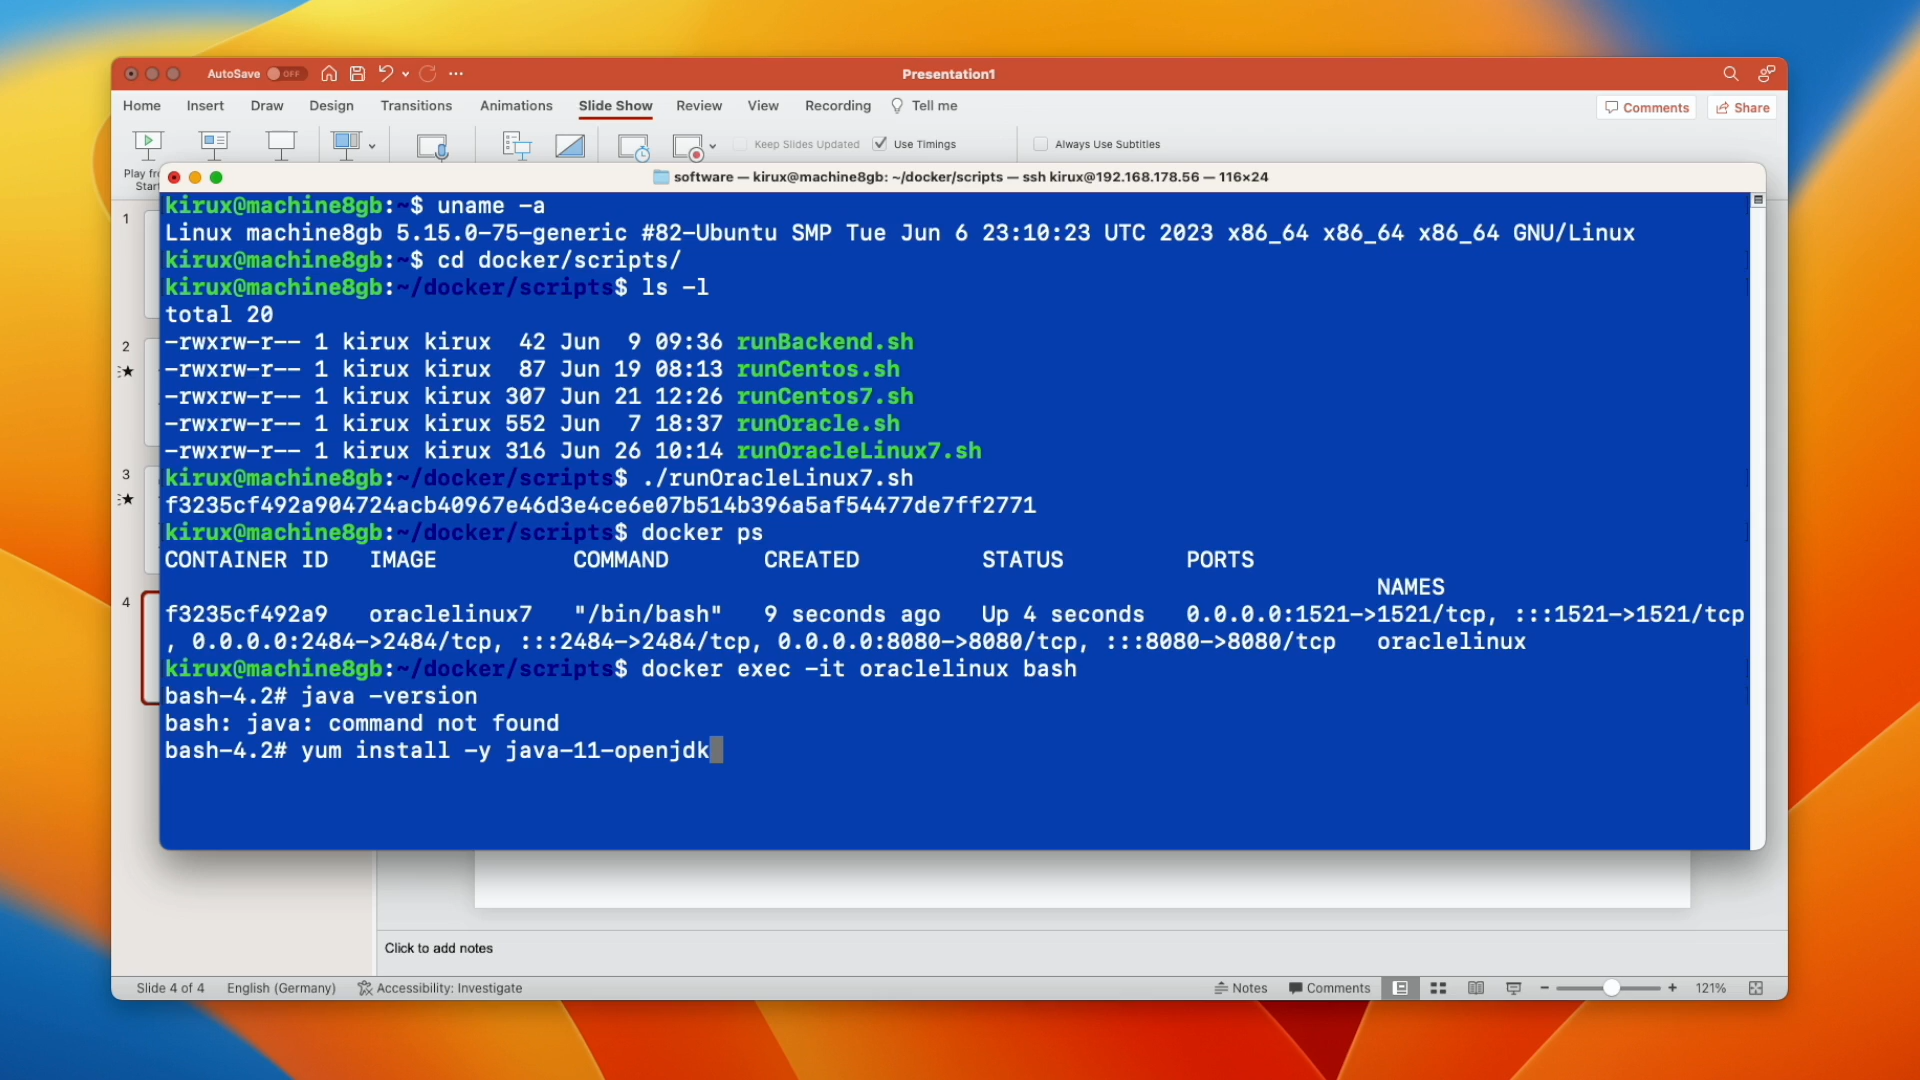 AutoSave OFF
Presentation1
Home Insert Draw Design Transitions Animations Slide Show Review View Recording Tell me Comments Share
Keep Slides Updated Use Timings Always Use Subtitles
Play
Start
software — kirux@machine8gb: ~/docker/scripts — ssh kirux@192.168.178.56 — 116×24
kirux@machine8gb:~$ uname -a
Linux machine8gb 5.15.0-75-generic #82-Ubuntu SMP Tue Jun 6 23:10:23 UTC 2023 x86_64 x86_64 x86_64 GNU/Linux
kirux@machine8gb:~$ cd docker/scripts/
kirux@machine8gb:~/docker/scripts$ ls -l
total 20
-rwxrw-r-- 1 kirux kirux  42 Jun  9 09:36 runBackend.sh
-rwxrw-r-- 1 kirux kirux  87 Jun 19 08:13 runCentos.sh
-rwxrw-r-- 1 kirux kirux 307 Jun 21 12:26 runCentos7.sh
-rwxrw-r-- 1 kirux kirux 552 Jun  7 18:37 runOracle.sh
-rwxrw-r-- 1 kirux kirux 316 Jun 26 10:14 runOracleLinux7.sh
kirux@machine8gb:~/docker/scripts$ ./runOracleLinux7.sh
f3235cf492a904724acb40967e46d3e4ce6e07b514b396a5af54477de7ff2771
kirux@machine8gb:~/docker/scripts$ docker ps
CONTAINER ID   IMAGE          COMMAND       CREATED         STATUS         PORTS
NAMES
f3235cf492a9   oraclelinux7   "/bin/bash"   9 seconds ago   Up 4 seconds   0.0.0.0:1521->1521/tcp, :::1521->1521/tcp
, 0.0.0.0:2484->2484/tcp, :::2484->2484/tcp, 0.0.0.0:8080->8080/tcp, :::8080->8080/tcp   oraclelinux
kirux@machine8gb:~/docker/scripts$ docker exec -it oraclelinux bash
bash-4.2# java -version
bash: java: command not found
bash-4.2# yum install -y java-11-openjdk
1
2
3
4
Click to add notes
Slide 4 of 4 English (Germany) Accessibility: Investigate Notes Comments 121%